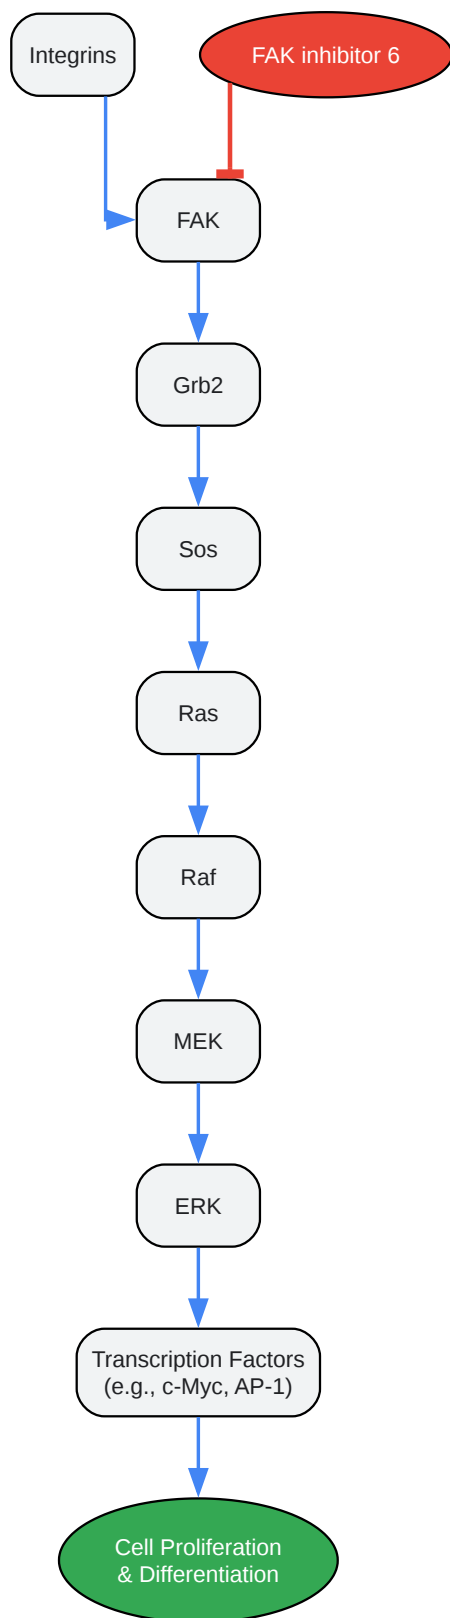 Integrins
FAK inhibitor 6
FAK
Grb2
Sos
Ras
Raf
MEK
ERK
Transcription Factors
(e.g., c-Myc, AP-1)
Cell Proliferation
& Differentiation